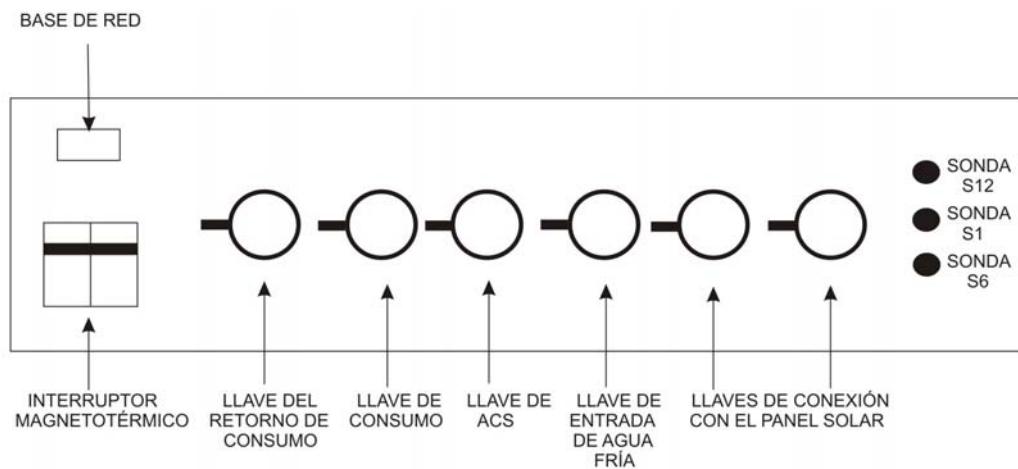 BASE DE RED
SONDA
S12
SONDA
S1
SONDA
S6
INTERRUPTOR
MAGNETOTÉRMICO
LLAVE DEL
RETORNO DE
CONSUMO
LLAVE DE
CONSUMO
LLAVE DE
ACS
LLAVE DE
ENTRADA
DE AGUA
FRÍA
LLAVES DE CONEXIÓN
CON EL PANEL SOLAR